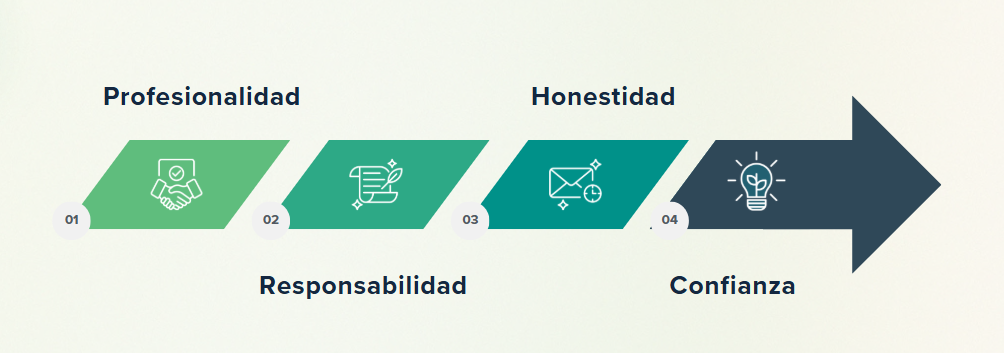 Profesionalidad
Honestidad
01
02
03
04
Responsabilidad
Confianza